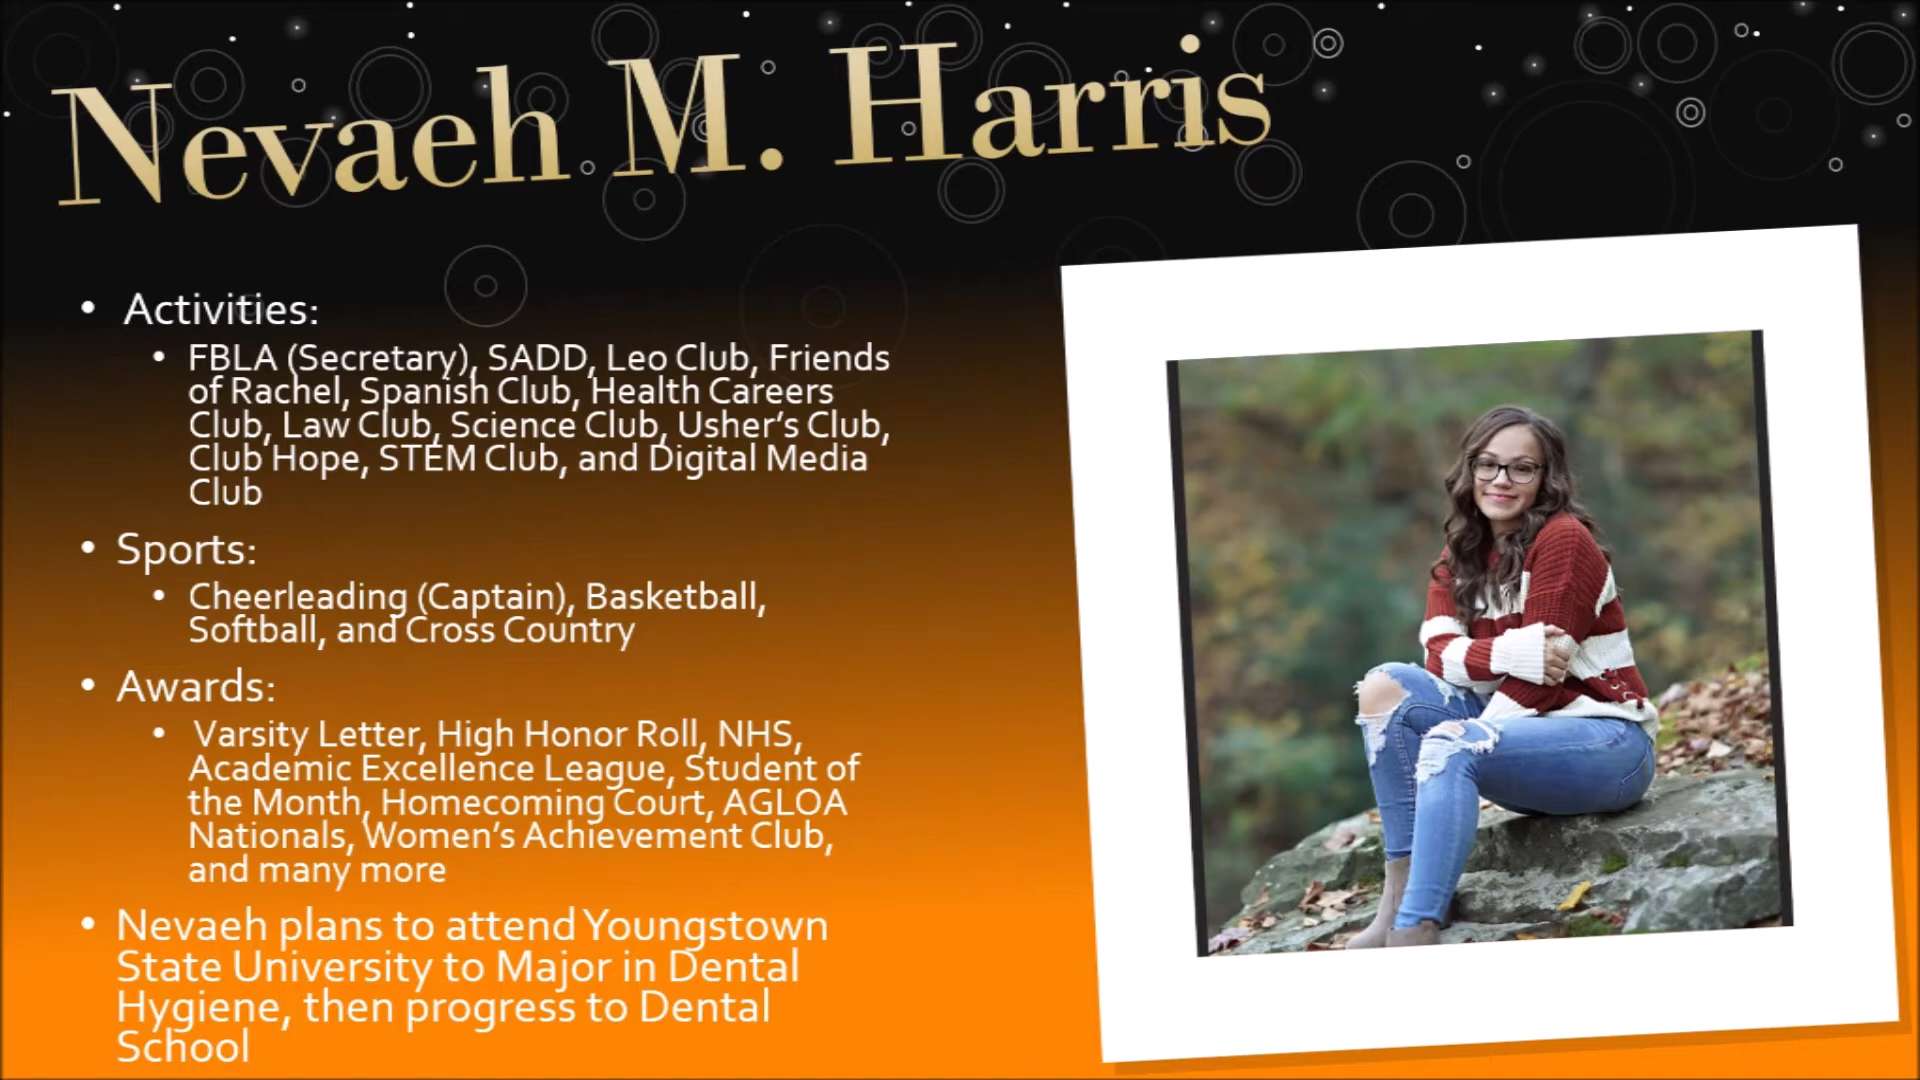 Nevaeh M. Harris
• Activities:
• FBLA (Secretary), SADD, Leo Club, Friends
of Rachel, Spanish Club, Health Careers
Club, Law Club, Science Club, Usher’s Club,
Club Hope, STEM Club, and Digital Media
Club
• Sports:
• Cheerleading (Captain), Basketball,
Softball, and Cross Country
• Awards:
• Varsity Letter, High Honor Roll, NHS,
Academic Excellence League, Student of
the Month, Homecoming Court, AGLOA
Nationals, Women’s Achievement Club,
and many more
• Nevaeh plans to attend Youngstown
State University to Major in Dental
Hygiene, then progress to Dental
School